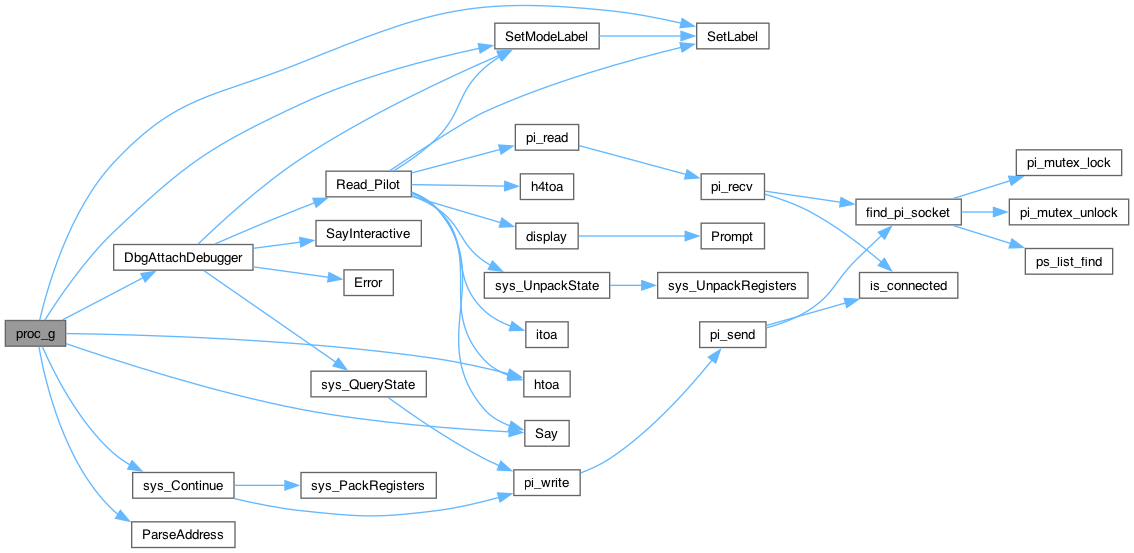 SetModeLabel
SetLabel
pi_read
pi_mutex_lock
Read_Pilot
h4toa
pi_recv
find_pi_socket
pi_mutex_unlock
SayInteractive
display
Prompt
DbgAttachDebugger
ps_list_find
Error
sys_UnpackState
sys_UnpackRegisters
is_connected
proc_g
itoa
pi_send
sys_QueryState
htoa
Say
sys_Continue
sys_PackRegisters
pi_write
ParseAddress